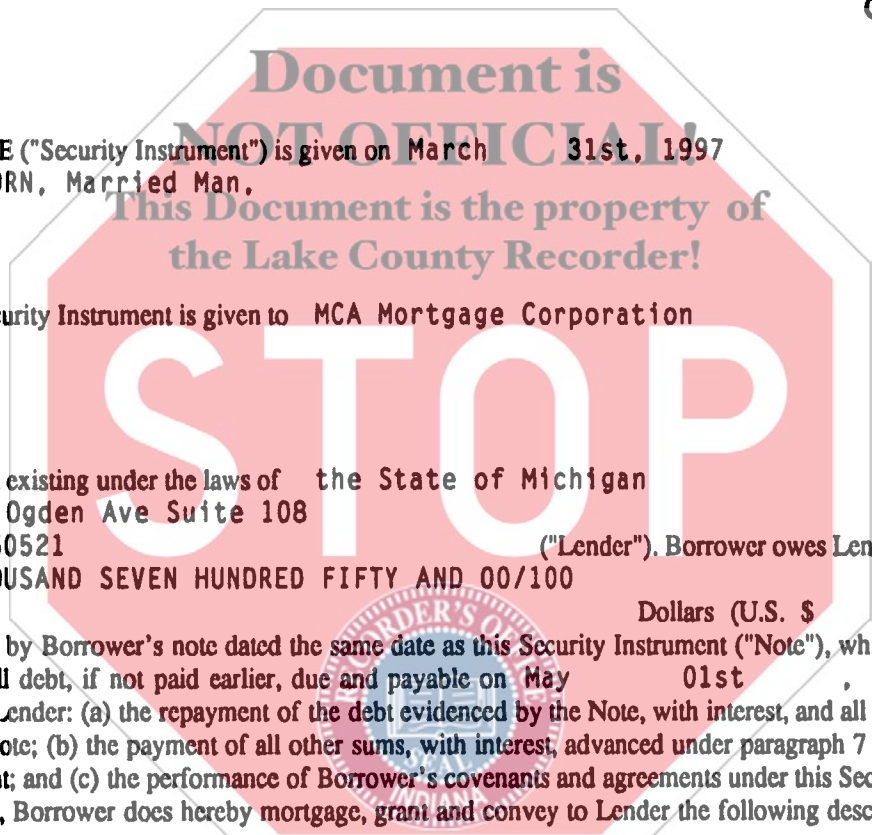 Document is
NOT OFFICIAL!
E ("Security Instrument") is given on March 31st, 1997
RN, Married Man,
This Document is the property of
the Lake County Recorder!
urity Instrument is given to MCA Mortgage Corporation
STOP
existing under the laws of the State of Michigan
Ogden Ave Suite 108
0521 ("Lender"). Borrower owes Len
USAND SEVEN HUNDRED FIFTY AND 00/100
Dollars (U.S. $
RECORDER'S OFFICE
by Borrower's note dated the same date as this Security Instrument ("Note"), wh
ll debt, if not paid earlier, due and payable on May 01st ,
ender: (a) the repayment of the debt evidenced by the Note, with interest, and all
ote; (b) the payment of all other sums, with interest, advanced under paragraph 7
SEAL
t; and (c) the performance of Borrower's covenants and agreements under this Sec
INDIANA
, Borrower does hereby mortgage, grant and convey to Lender the following desc